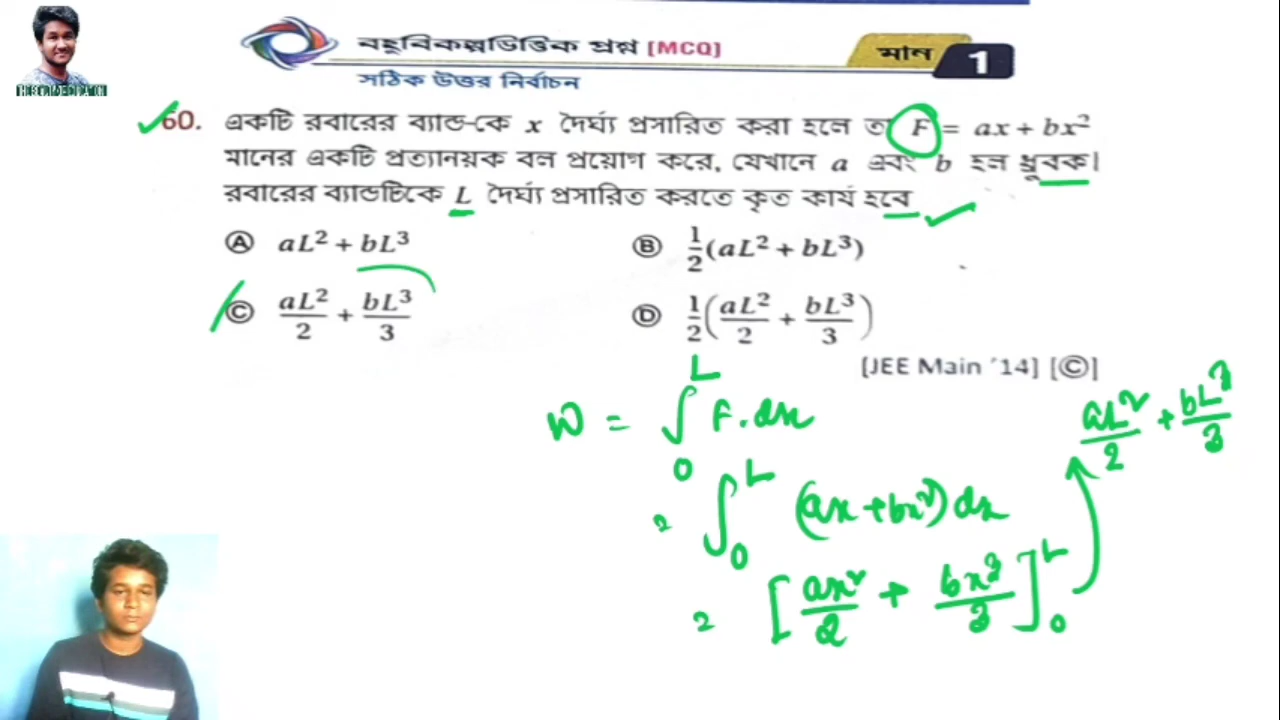 বহুবিকল্পভিত্তিক প্রশ্ন [MCQ]
মান 1
সঠিক উত্তর নির্বাচন
60. একটি রবারের ব্যান্ড-কে x দৈর্ঘ্য প্রসারিত করা হলে তা F = ax + bx²
মানের একটি প্রত্যানয়ক বল প্রয়োগ করে, যেখানে a এবং b হল ধ্রুবক।
রবারের ব্যান্ডটিকে L দৈর্ঘ্য প্রসারিত করতে কৃত কার্য হবে
Ⓐ aL² + bL³
Ⓑ 1/2(aL² + bL³)
Ⓒ aL²/2 + bL³/3
Ⓓ 1/2(aL²/2 + bL³/3)
[JEE Main '14] [Ⓒ]
W = ∫₀ᴸ F.dx
= ∫₀ᴸ (ax + bx²) dx
= [ax²/2 + bx³/3]₀ᴸ
aL²/2 + bL³/3